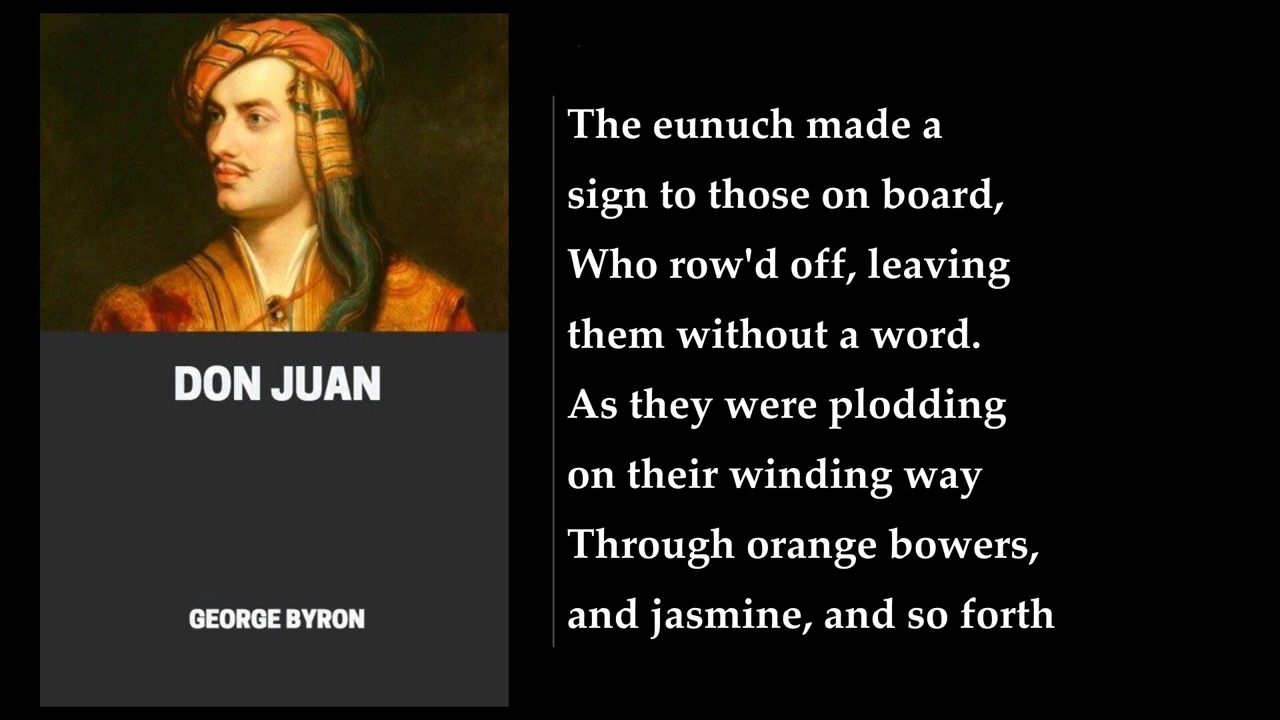 DON JUAN
GEORGE BYRON
The eunuch made a
sign to those on board,
Who row'd off, leaving
them without a word.
As they were plodding
on their winding way
Through orange bowers,
and jasmine, and so forth